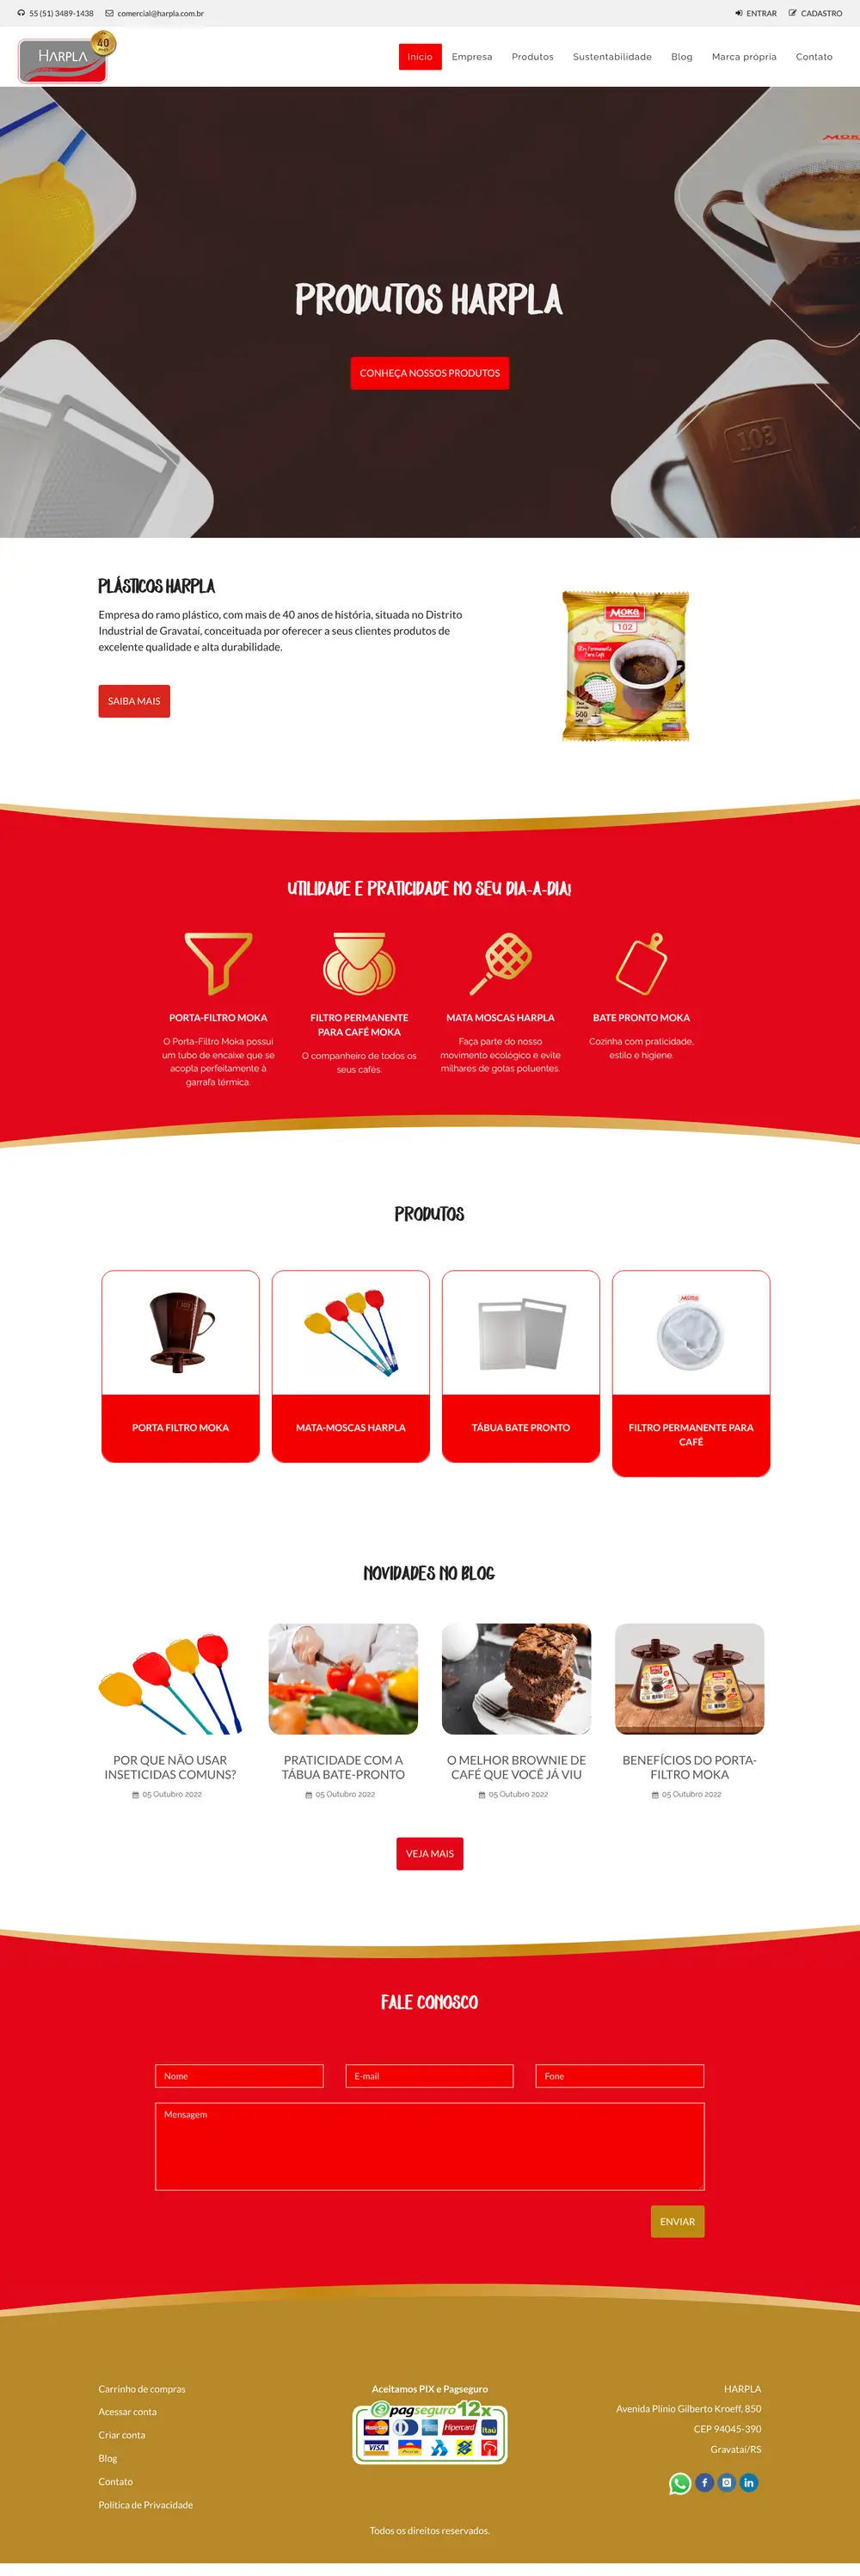 55 (51) 3489-1438
comercial@harpla.com.br
ENTRAR
CADASTRO
HARPLA
40
Início
Empresa
Produtos
Sustentabilidade
Blog
Marca própria
Contato
PRODUTOS HARPLA
CONHEÇA NOSSOS PRODUTOS
103
PLÁSTICOS HARPLA
Empresa do ramo plástico, com mais de 40 anos de história, situada no Distrito
Industrial de Gravataí, conceituada por oferecer a seus clientes produtos de
excelente qualidade e alta durabilidade.
SAIBA MAIS
MOKA
102
Filtro Permanente
Para Café
500
UTILIDADE E PRATICIDADE NO SEU DIA-A-DIA!
PORTA-FILTRO MOKA
O Porta-Filtro Moka possui
um tubo de encaixe que se
acopla perfeitamente à
garrafa térmica.
FILTRO PERMANENTE
PARA CAFÉ MOKA
O companheiro de todos os
seus cafés.
MATA MOSCAS HARPLA
Faça parte do nosso
movimento ecológico e evite
milhares de gotas poluentes.
BATE PRONTO MOKA
Cozinha com praticidade,
estilo e higiene.
PRODUTOS
PORTA FILTRO MOKA
MATA-MOSCAS HARPLA
TÁBUA BATE PRONTO
FILTRO PERMANENTE PARA
CAFÉ
NOVIDADES NO BLOG
POR QUE NÃO USAR
INSETICIDAS COMUNS?
05 Outubro 2022
PRATICIDADE COM A
TÁBUA BATE-PRONTO
05 Outubro 2022
O MELHOR BROWNIE DE
CAFÉ QUE VOCÊ JÁ VIU
05 Outubro 2022
BENEFÍCIOS DO PORTA-
FILTRO MOKA
05 Outubro 2022
VEJA MAIS
FALE CONOSCO
Nome
E-mail
Fone
Mensagem
ENVIAR
Carrinho de compras
Acessar conta
Criar conta
Blog
Contato
Política de Privacidade
Aceitamos PIX e Pagseguro
pagseguro 12x
MasterCard
Hipercard
Itaú
VISA
HARPLA
Avenida Plínio Gilberto Kroeff, 850
CEP 94045-390
Gravataí/RS
Todos os direitos reservados.